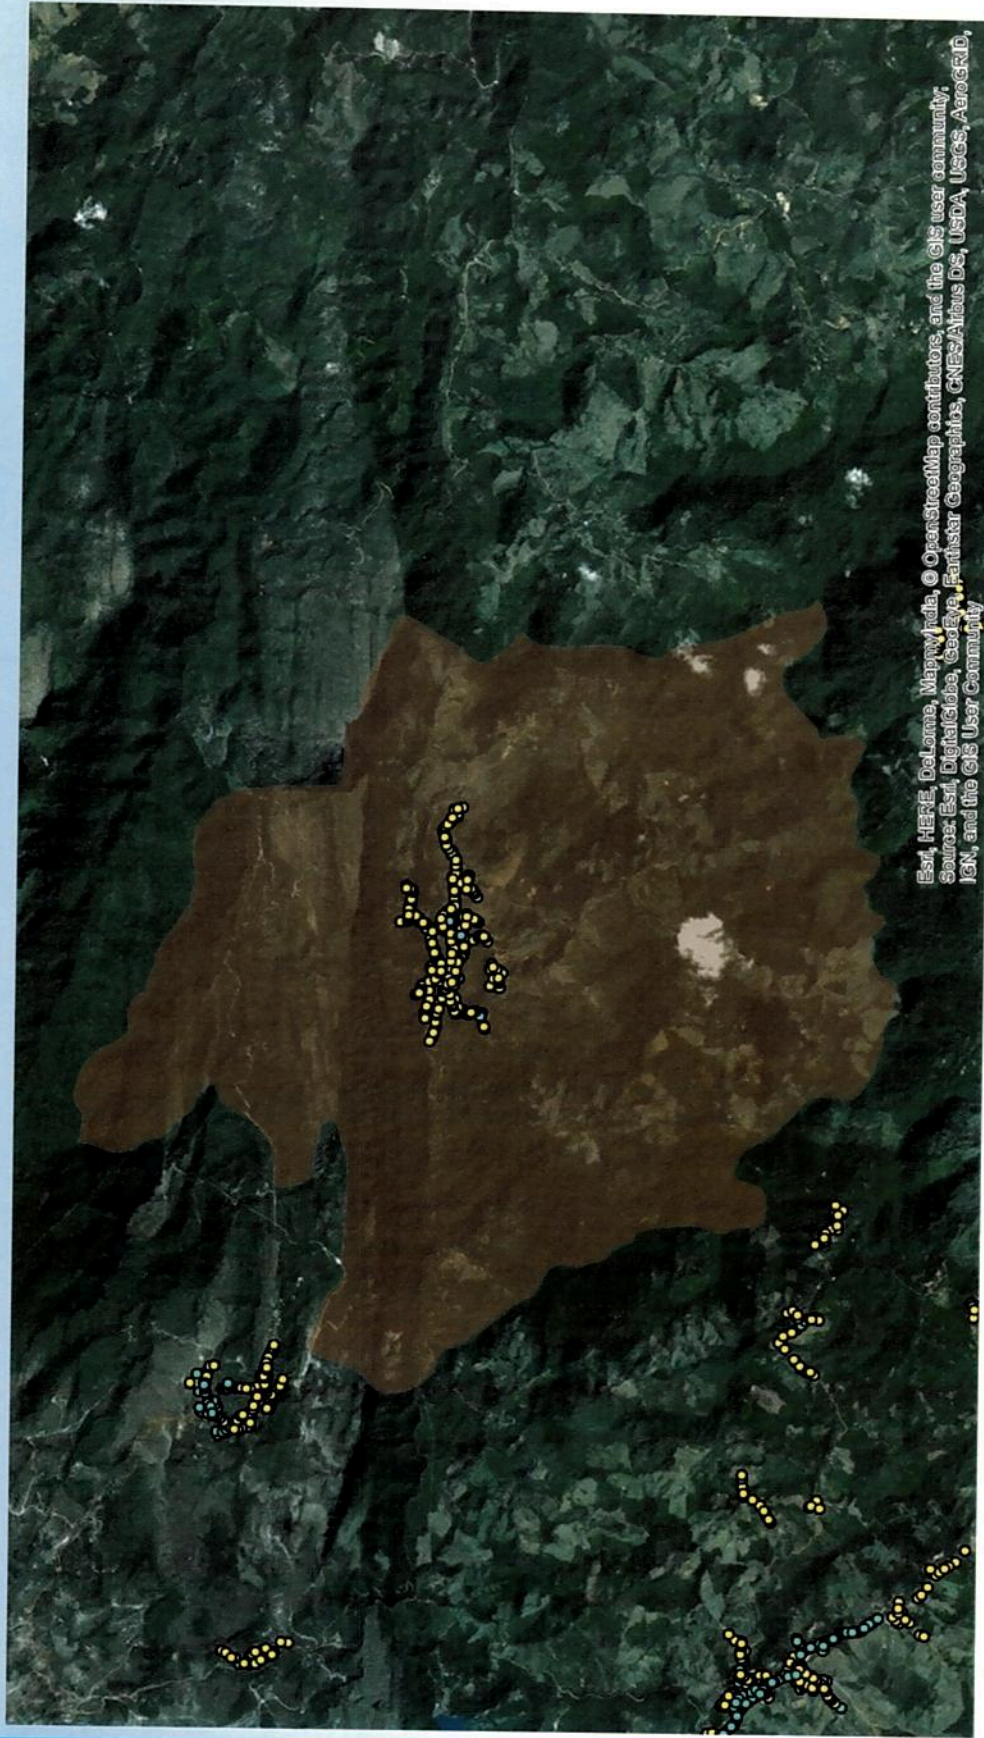 Esri, HERE, DeLorme, MapmyIndia, © OpenStreetMap contributors, and the GIS user community;
Source: Esri, DigitalGlobe, GeoEye, Earthstar Geographics, CNES/Airbus DS, USDA, USGS, AeroGRID,
IGN, and the GIS User Community